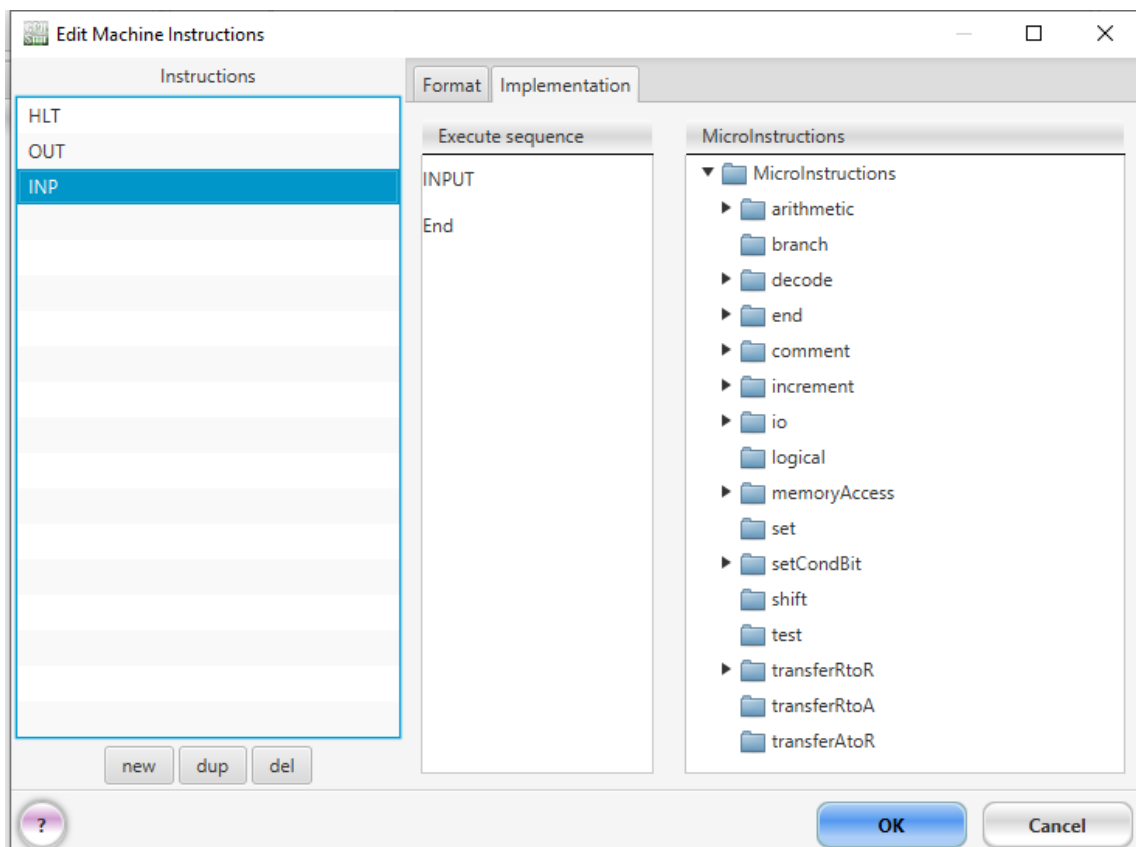 Edit Machine Instructions
Instructions
HLT
OUT
INP
new
dup
del
Format
Implementation
Execute sequence
INPUT
End
MicroInstructions
MicroInstructions
arithmetic
branch
decode
end
comment
increment
io
logical
memoryAccess
set
setCondBit
shift
test
transferRtoR
transferRtoA
transferAtoR
?
OK
Cancel